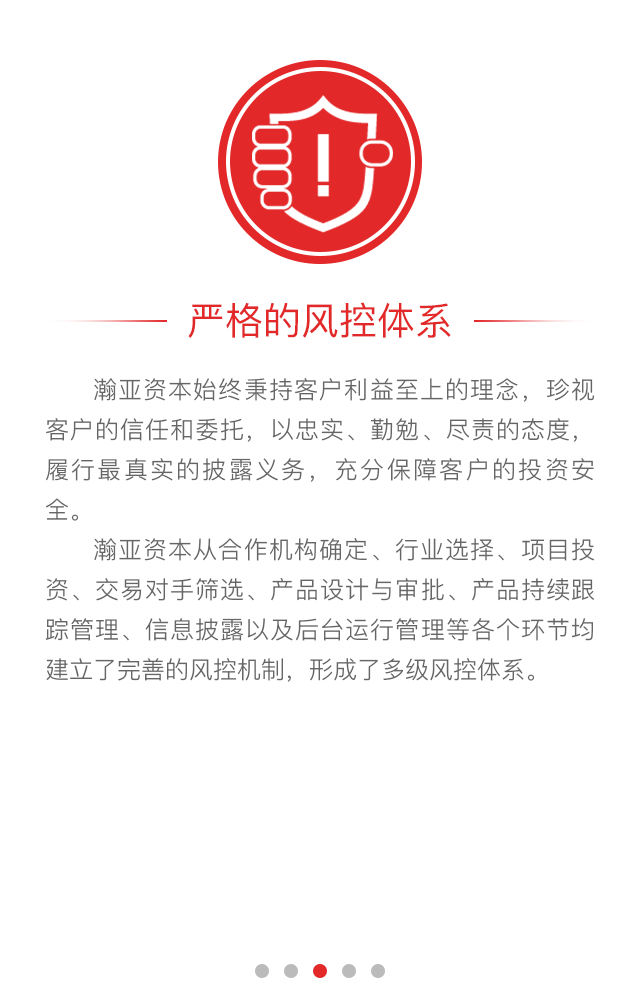 严格的风控体系
瀚亚资本始终秉持客户利益至上的理念，珍视
客户的信任和委托，以忠实、勤勉、尽责的态度，
履行最真实的披露义务，充分保障客户的投资安
全。
瀚亚资本从合作机构确定、行业选择、项目投
资、交易对手筛选、产品设计与审批、产品持续跟
踪管理、信息披露以及后台运行管理等各个环节均
建立了完善的风控机制，形成了多级风控体系。